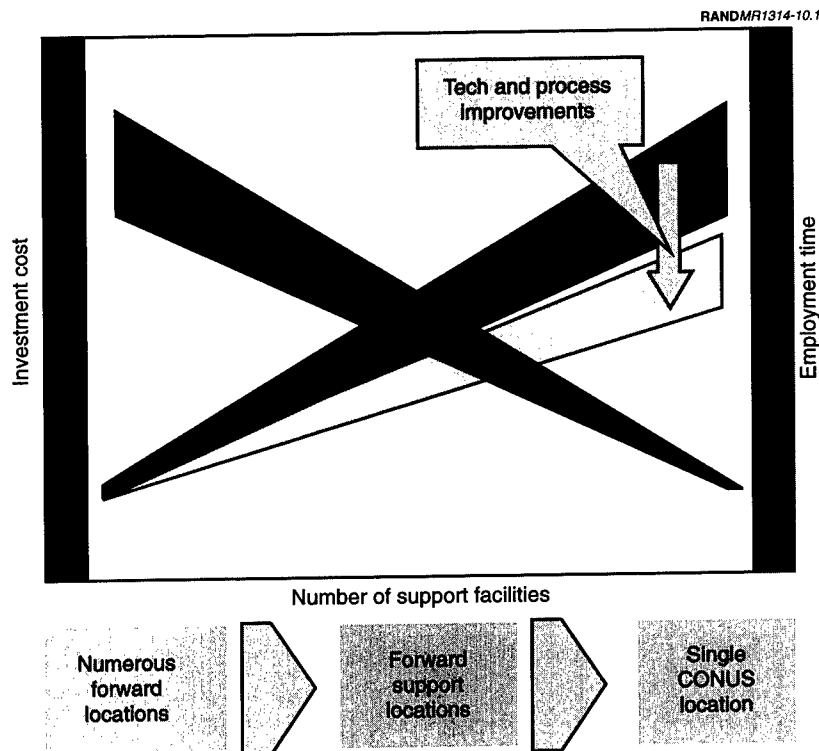 RANDMR1314-10.1
Tech and process
improvements
Investment cost
Employment time
Number of support facilities
Numerous
forward
locations
Forward
support
locations
Single
CONUS
location